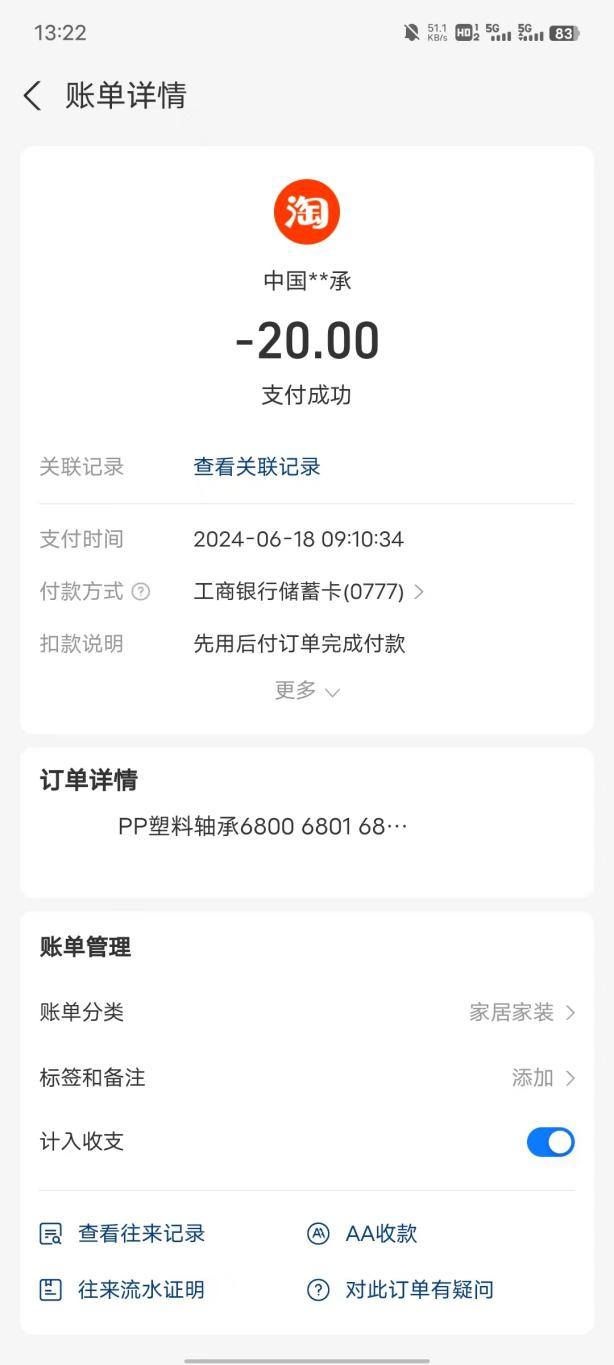 13:22
51.1 KB/s HD 1 2 5G 5G 83
账单详情
淘
中国**承
-20.00
支付成功
关联记录 查看关联记录
支付时间 2024-06-18 09:10:34
付款方式 ? 工商银行储蓄卡(0777)
扣款说明 先用后付订单完成付款
更多
订单详情
PP塑料轴承6800 6801 68···
账单管理
账单分类 家居家装
标签和备注 添加
计入收支
查看往来记录 AA收款
往来流水证明 ? 对此订单有疑问